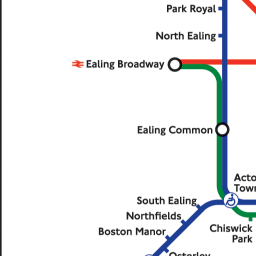 Park Royal
North Ealing
Ealing Broadway
Ealing Common
Acto
Town
South Ealing
Northfields
Boston Manor
Chiswick
Park
Osterley